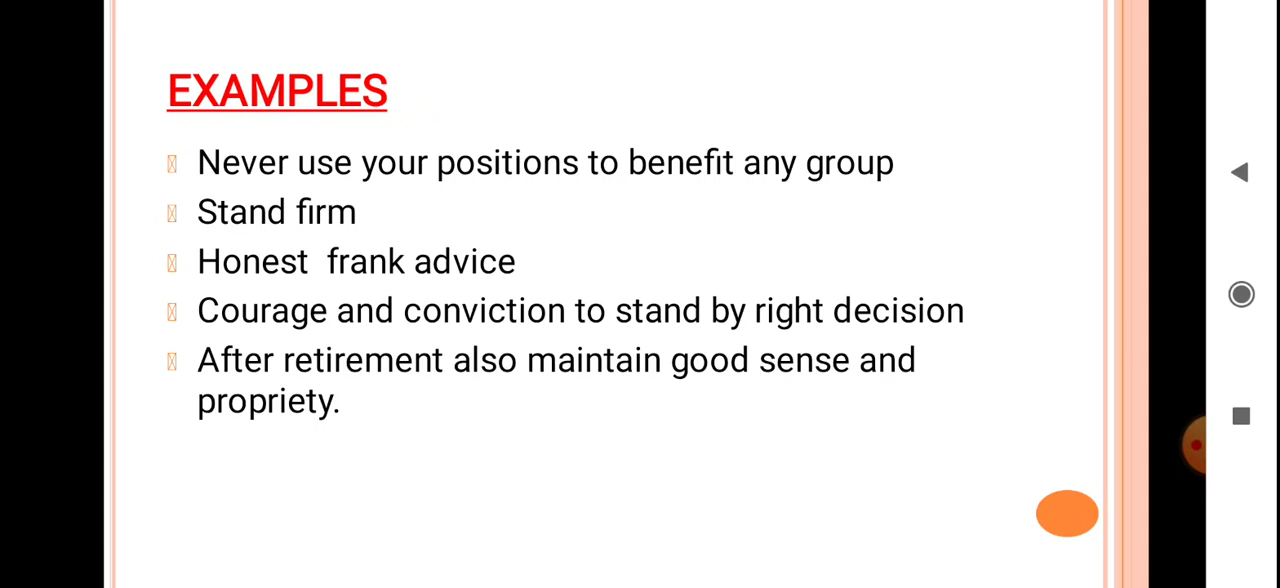 EXAMPLES
Never use your positions to benefit any group
Stand firm
Honest  frank advice
Courage and conviction to stand by right decision
After retirement also maintain good sense and
propriety.